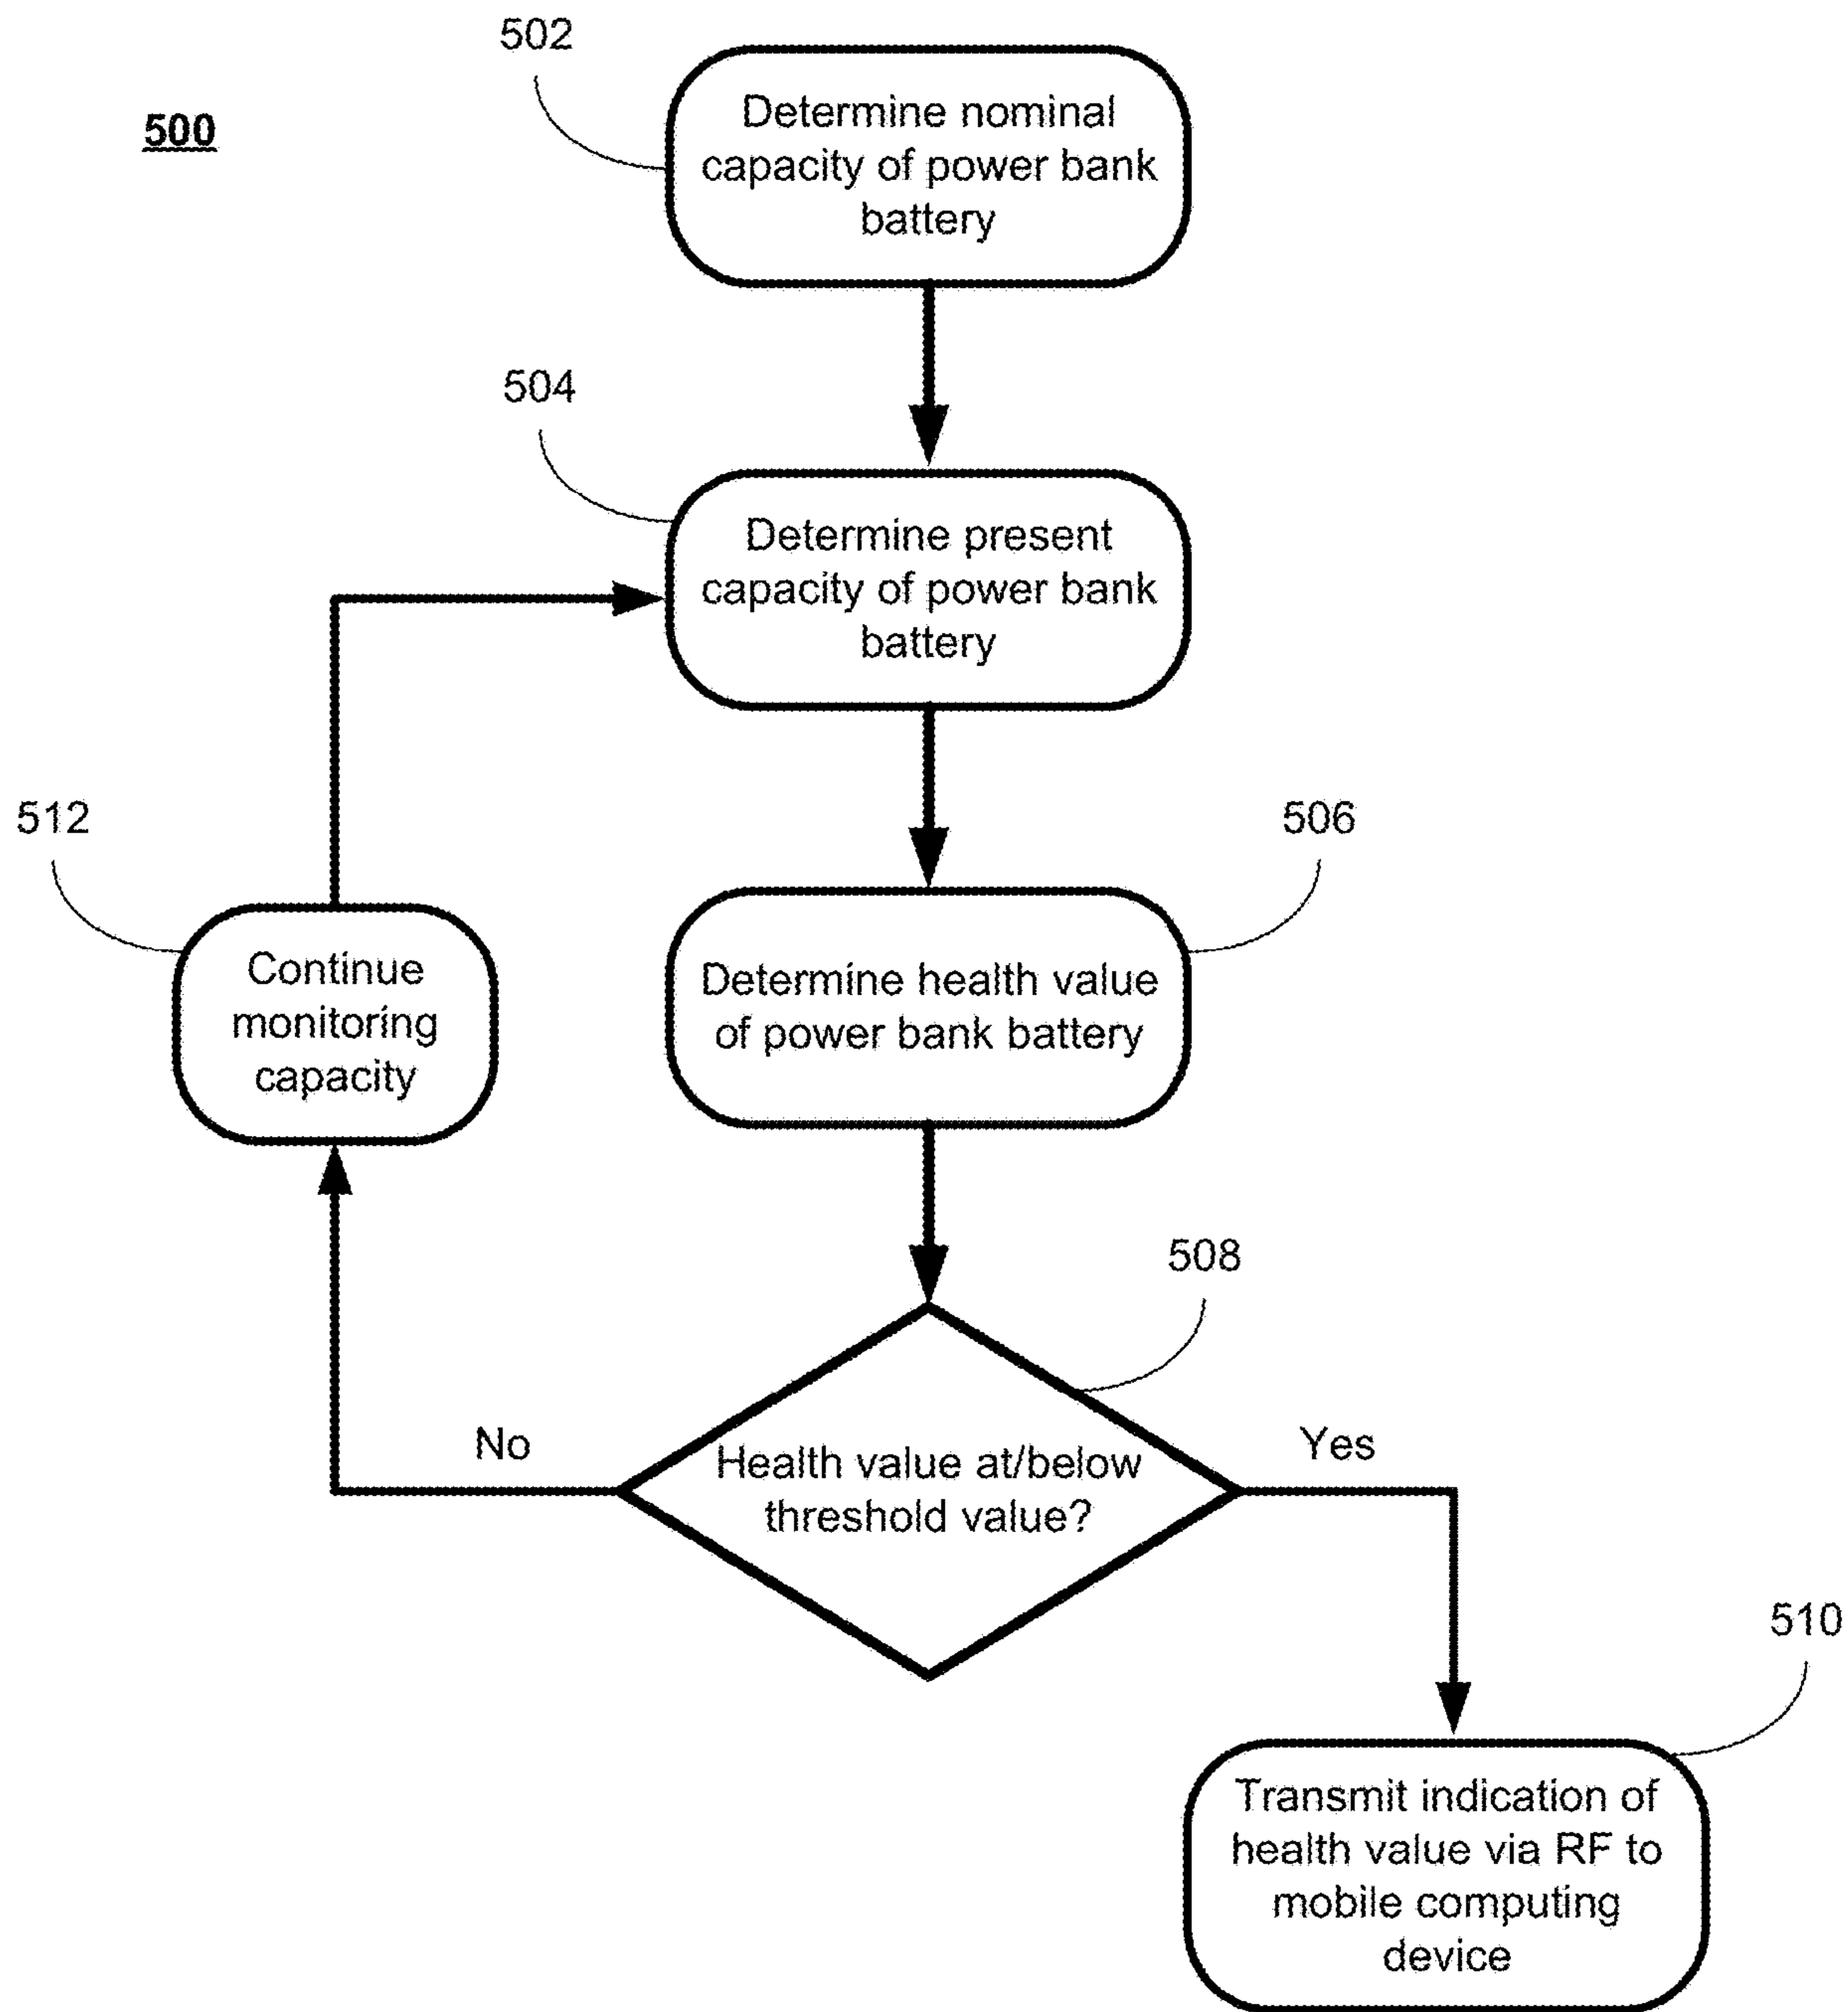 502
500
Determine nominal
capacity of power bank
battery
504
Determine present
capacity of power bank
battery
512
506
Continue
monitoring
capacity
Determine health value
of power bank battery
508
No
Yes
Health value at/below
threshold value?
510
Transmit indication of
health value via RF to
mobile computing
device